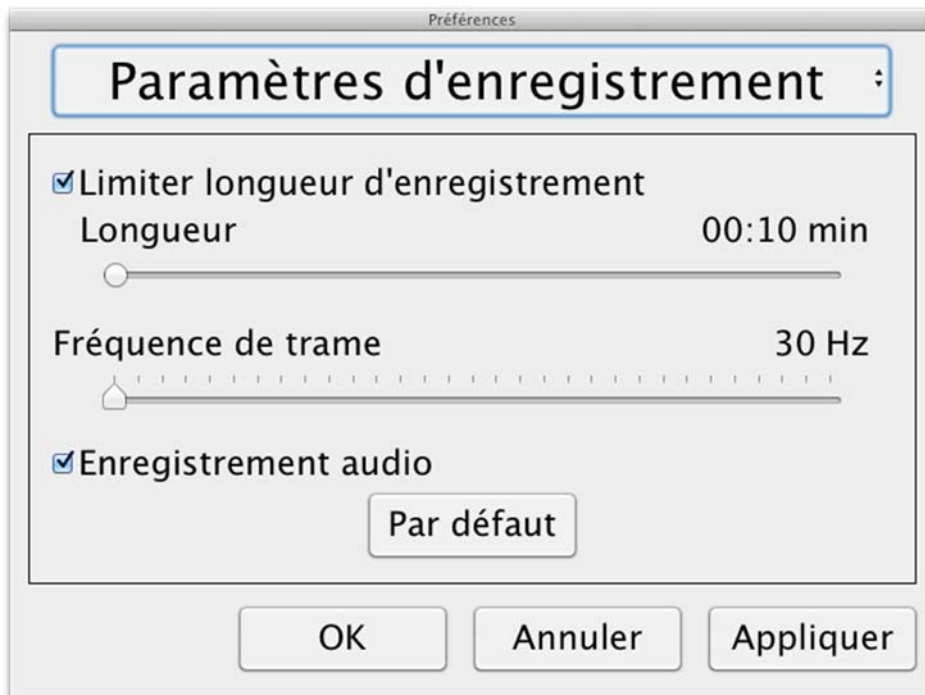 Préférences
Paramètres d'enregistrement
Limiter longueur d'enregistrement
Longueur 00:10 min
Fréquence de trame 30 Hz
Enregistrement audio
Par défaut
OK Annuler Appliquer